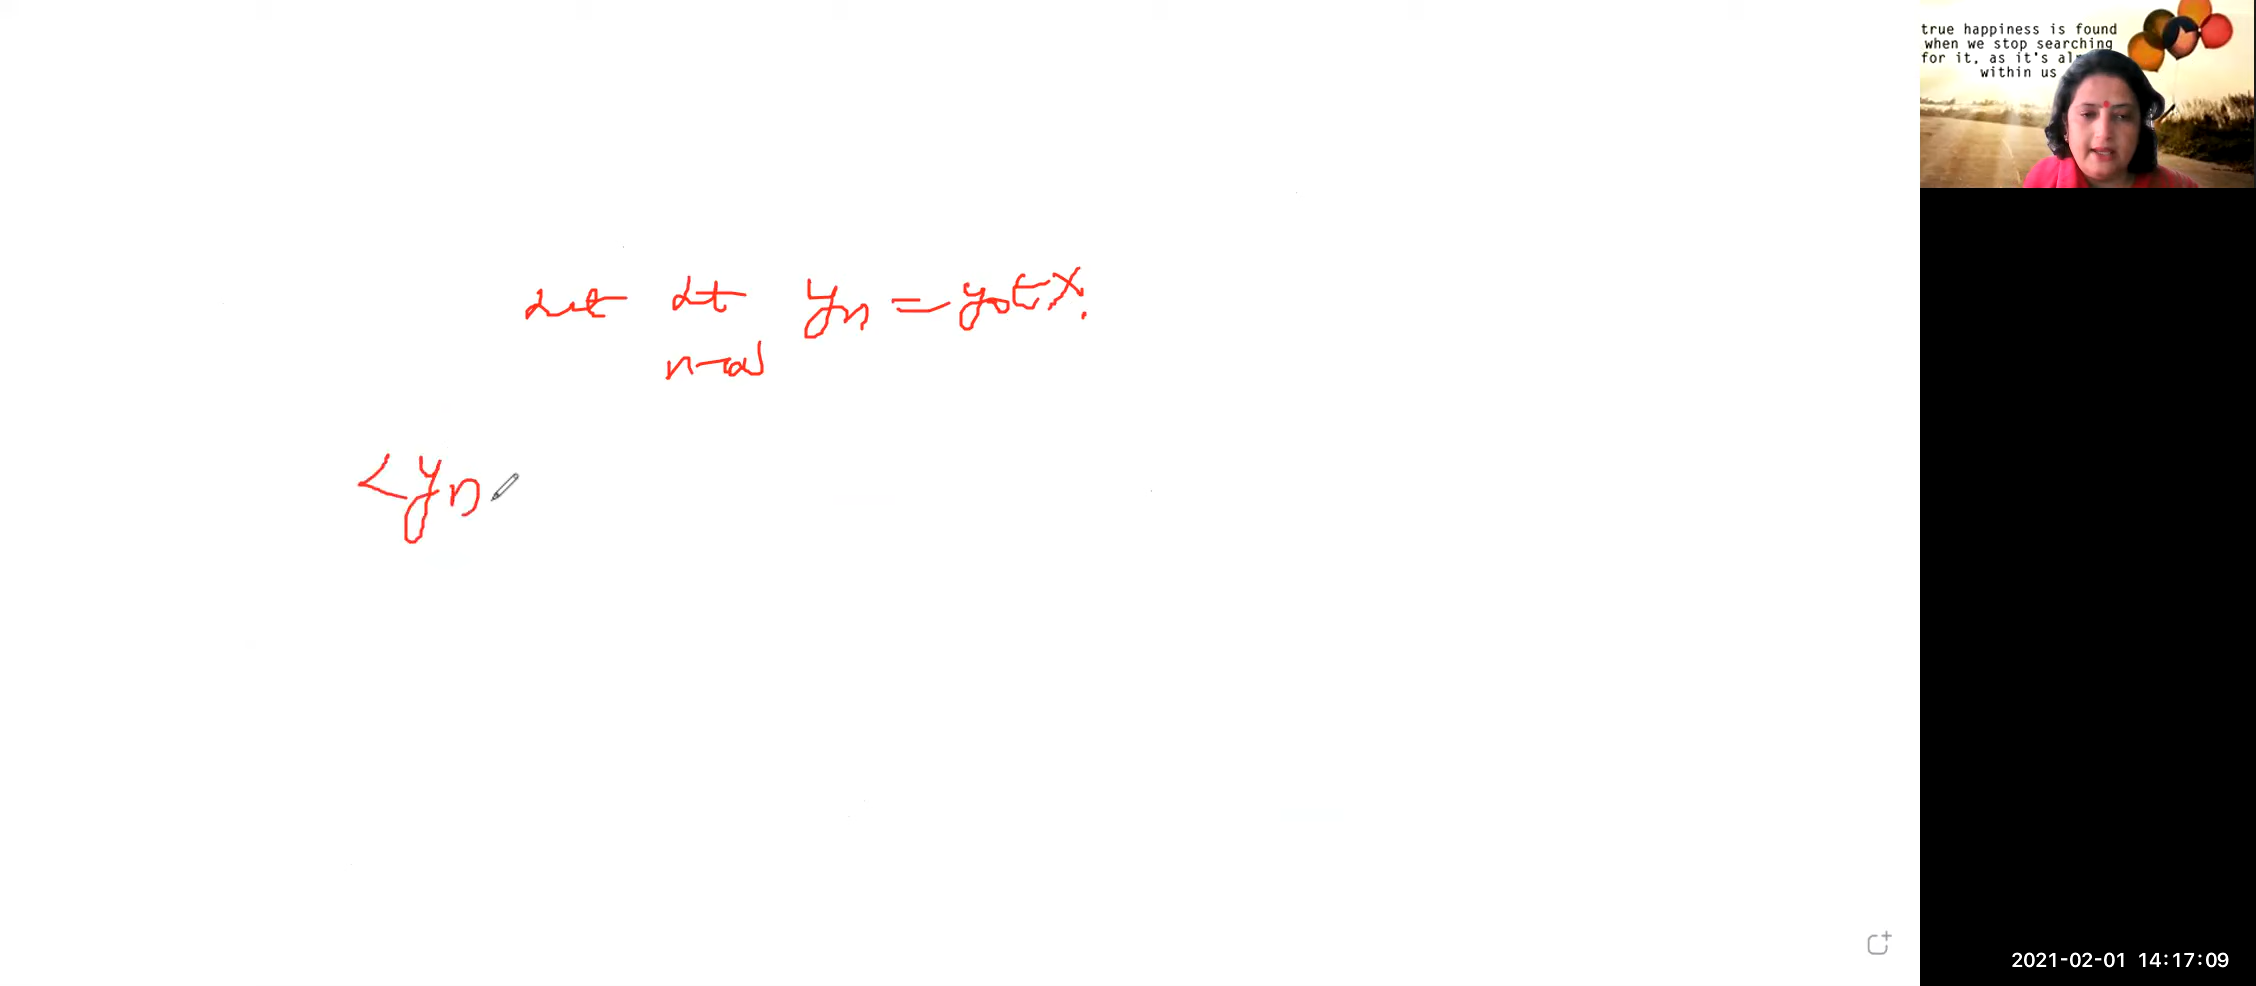 Let Lt yn = y0 ∈ X.
n→∞
<yn
true happiness is found
when we stop searching
for it, as it's al
within us
2021-02-01 14:17:09